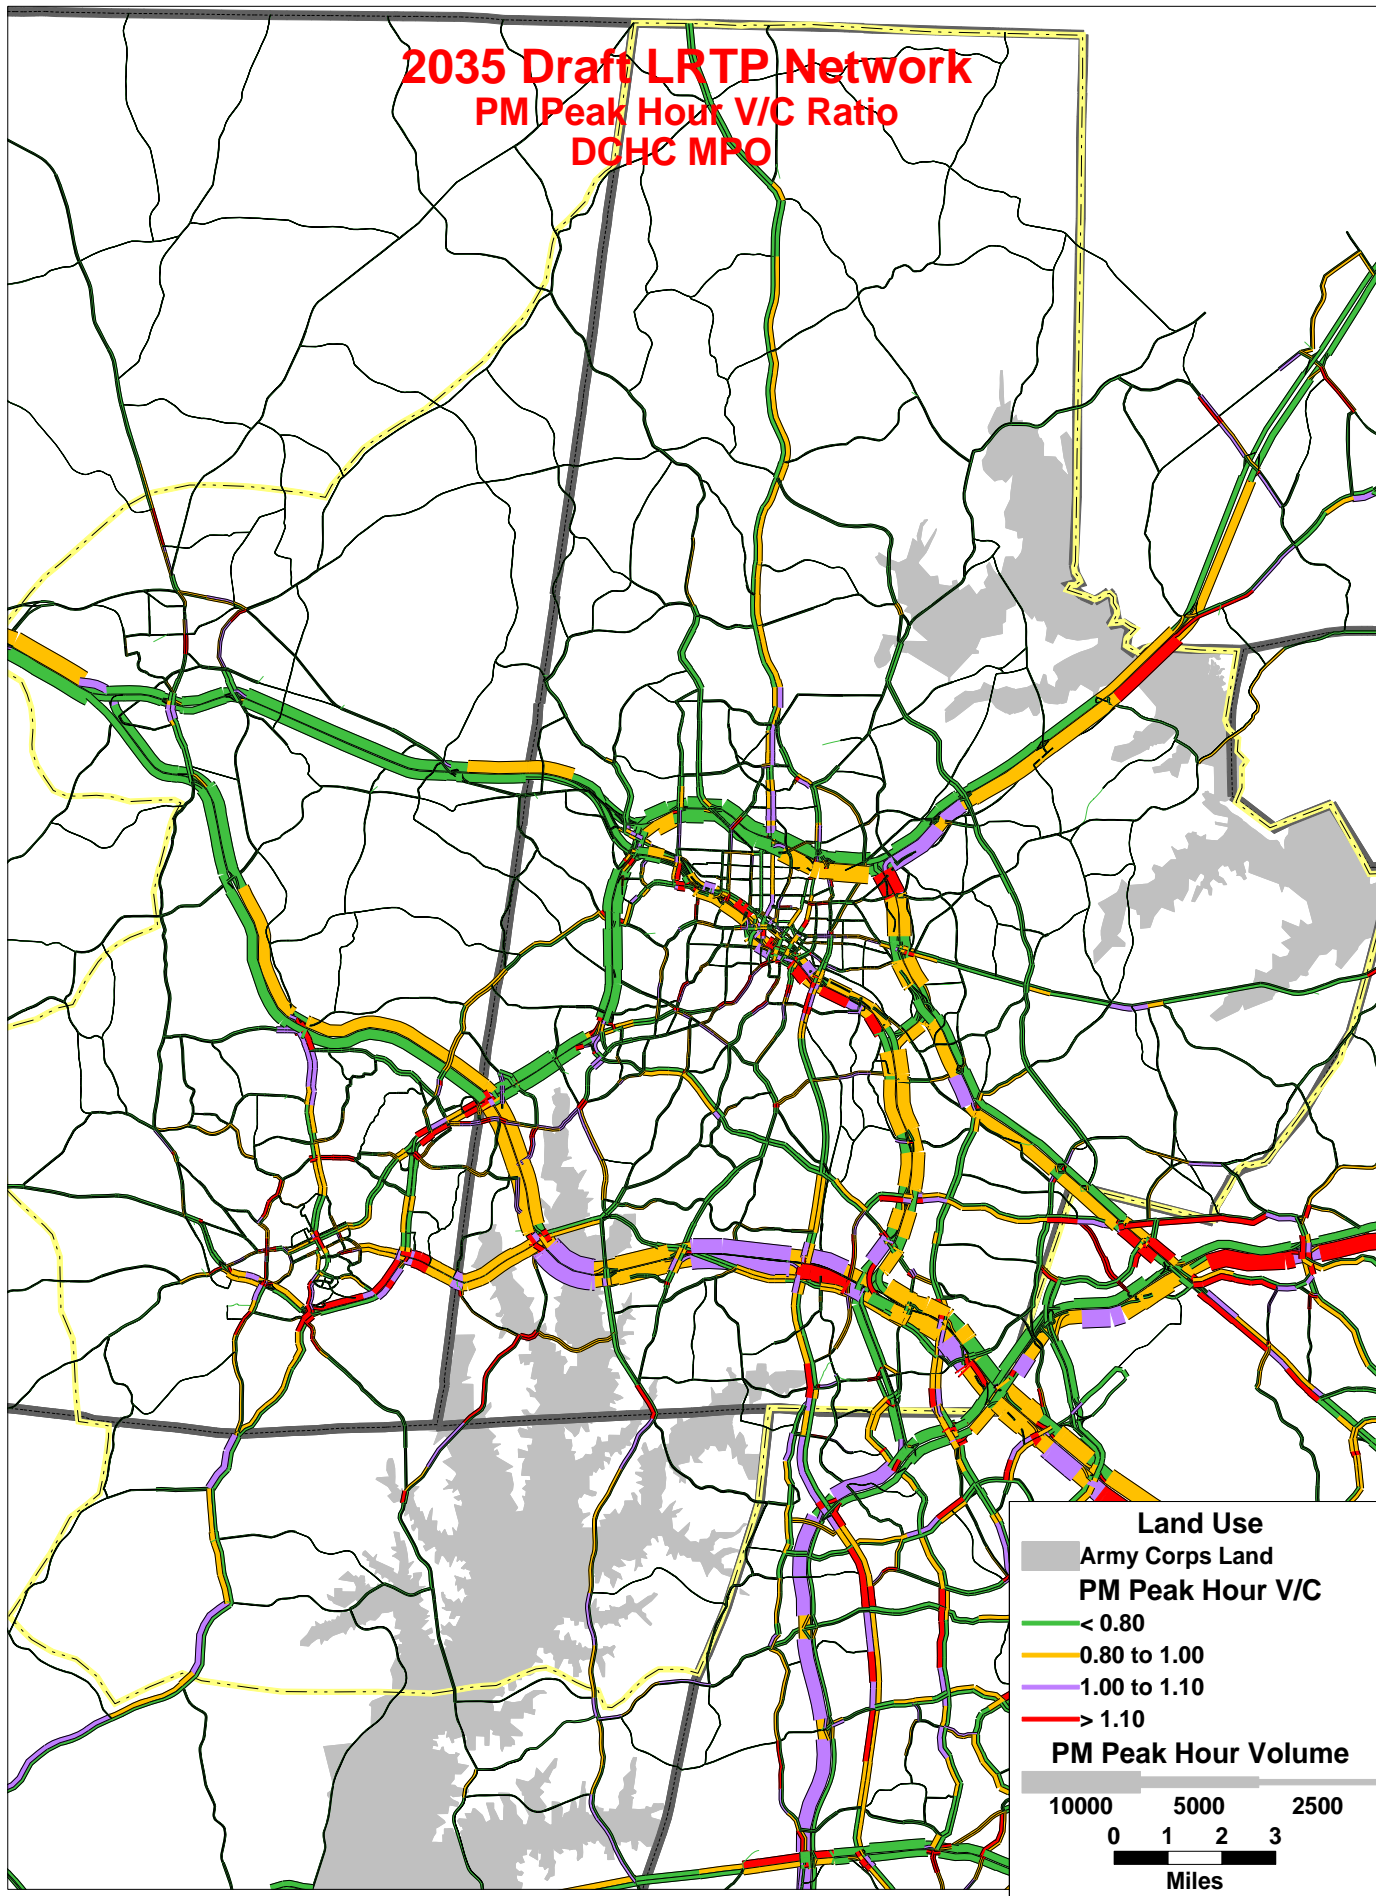 2035 Draft LRTP Network
PM Peak Hour V/C Ratio
DCHC MPO
Land Use
Army Corps Land
PM Peak Hour V/C
< 0.80
0.80 to 1.00
1.00 to 1.10
> 1.10
PM Peak Hour Volume
10000 5000 2500
0 1 2 3
Miles